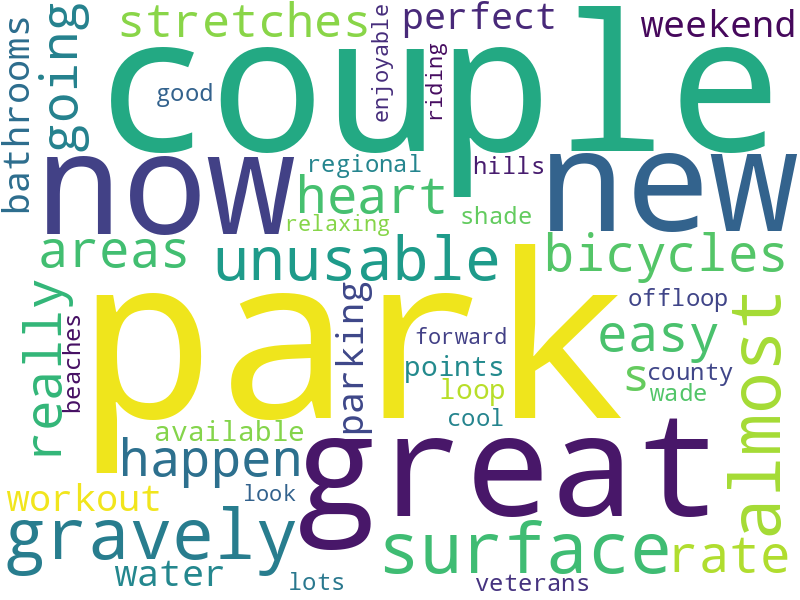 stretches
perfect
weekend
bathrooms
going
couple
enjoyable
riding
good
now
new
regional
hills
heart
relaxing
shade
areas
unusable
bicycles
park
really
beaches
parking
offloop
almost
forward
easy
points
s
county
loop
wade
cool
available
happen
great
workout
look
gravely
surface
rate
water
lots
veterans